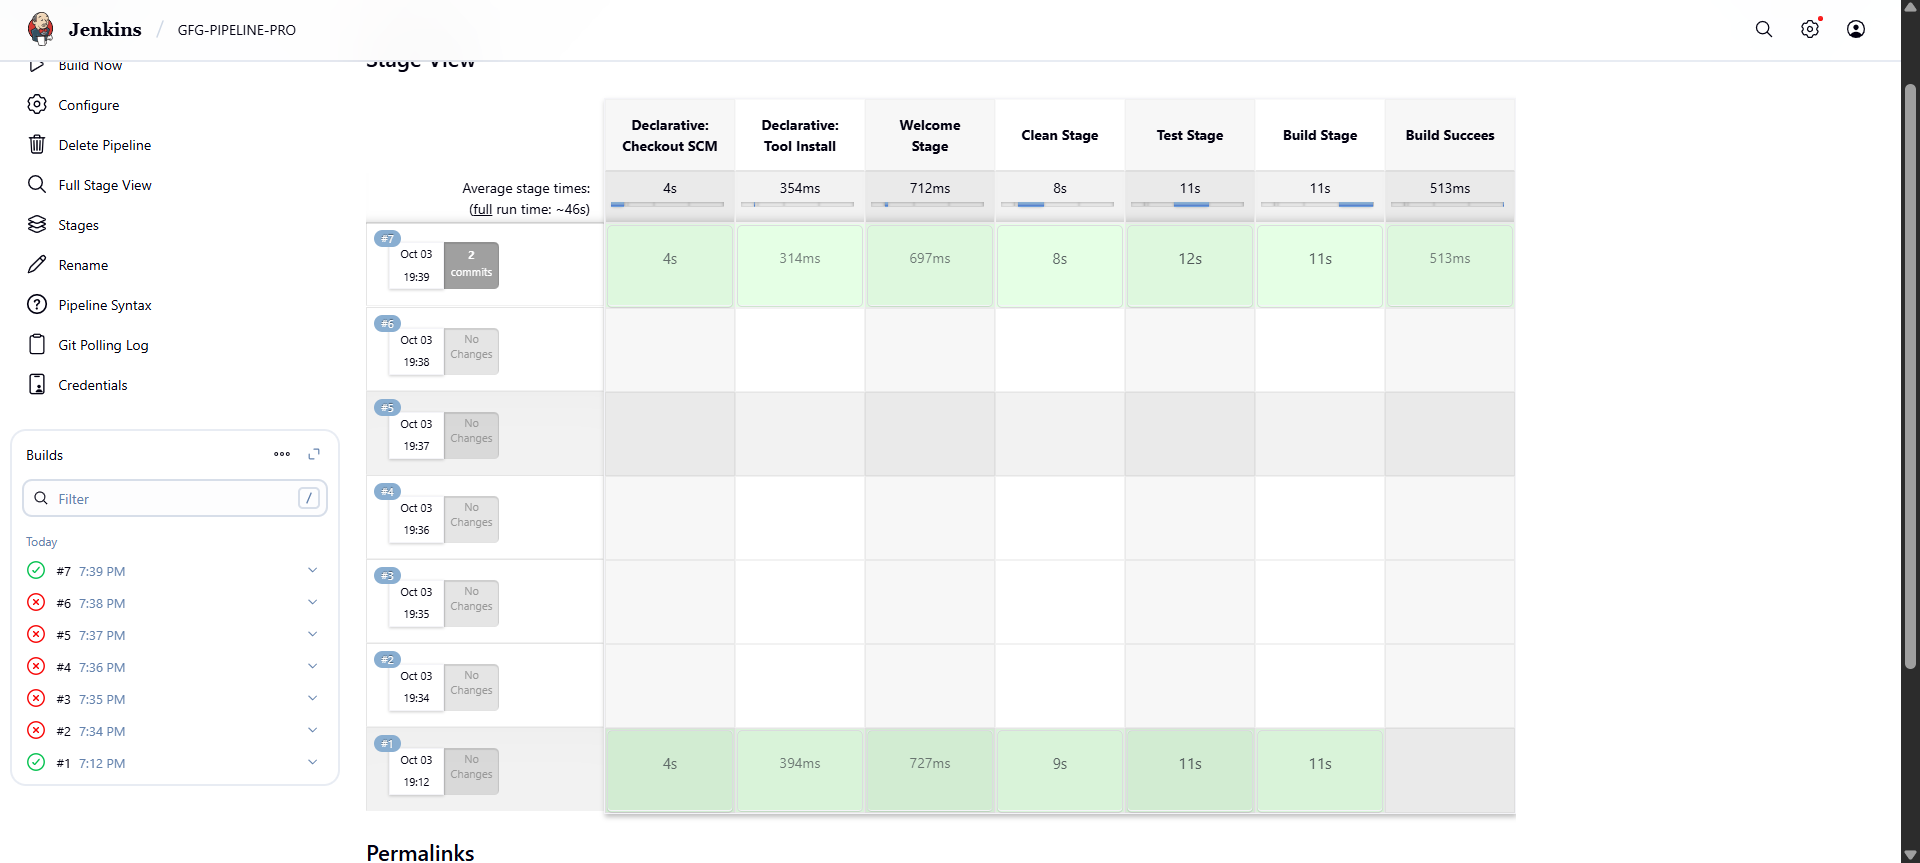 Jenkins / GFG-PIPELINE-PRO
Build Now
Configure
Delete Pipeline
Full Stage View
Stages
Rename
Pipeline Syntax
Git Polling Log
Credentials
Builds
Filter /
Today
#7 7:39 PM
#6 7:38 PM
#5 7:37 PM
#4 7:36 PM
#3 7:35 PM
#2 7:34 PM
#1 7:12 PM
Stage View
Declarative:
Checkout SCM
Declarative:
Tool Install
Welcome
Stage
Clean Stage
Test Stage
Build Stage
Build Succees
Average stage times:
(full run time: ~46s)
4s 354ms 712ms 8s 11s 11s 513ms
#7
Oct 03
19:39
2
commits
4s 314ms 697ms 8s 12s 11s 513ms
#6
Oct 03
19:38
No
Changes
#5
Oct 03
19:37
No
Changes
#4
Oct 03
19:36
No
Changes
#3
Oct 03
19:35
No
Changes
#2
Oct 03
19:34
No
Changes
#1
Oct 03
19:12
No
Changes
4s 394ms 727ms 9s 11s 11s
Permalinks